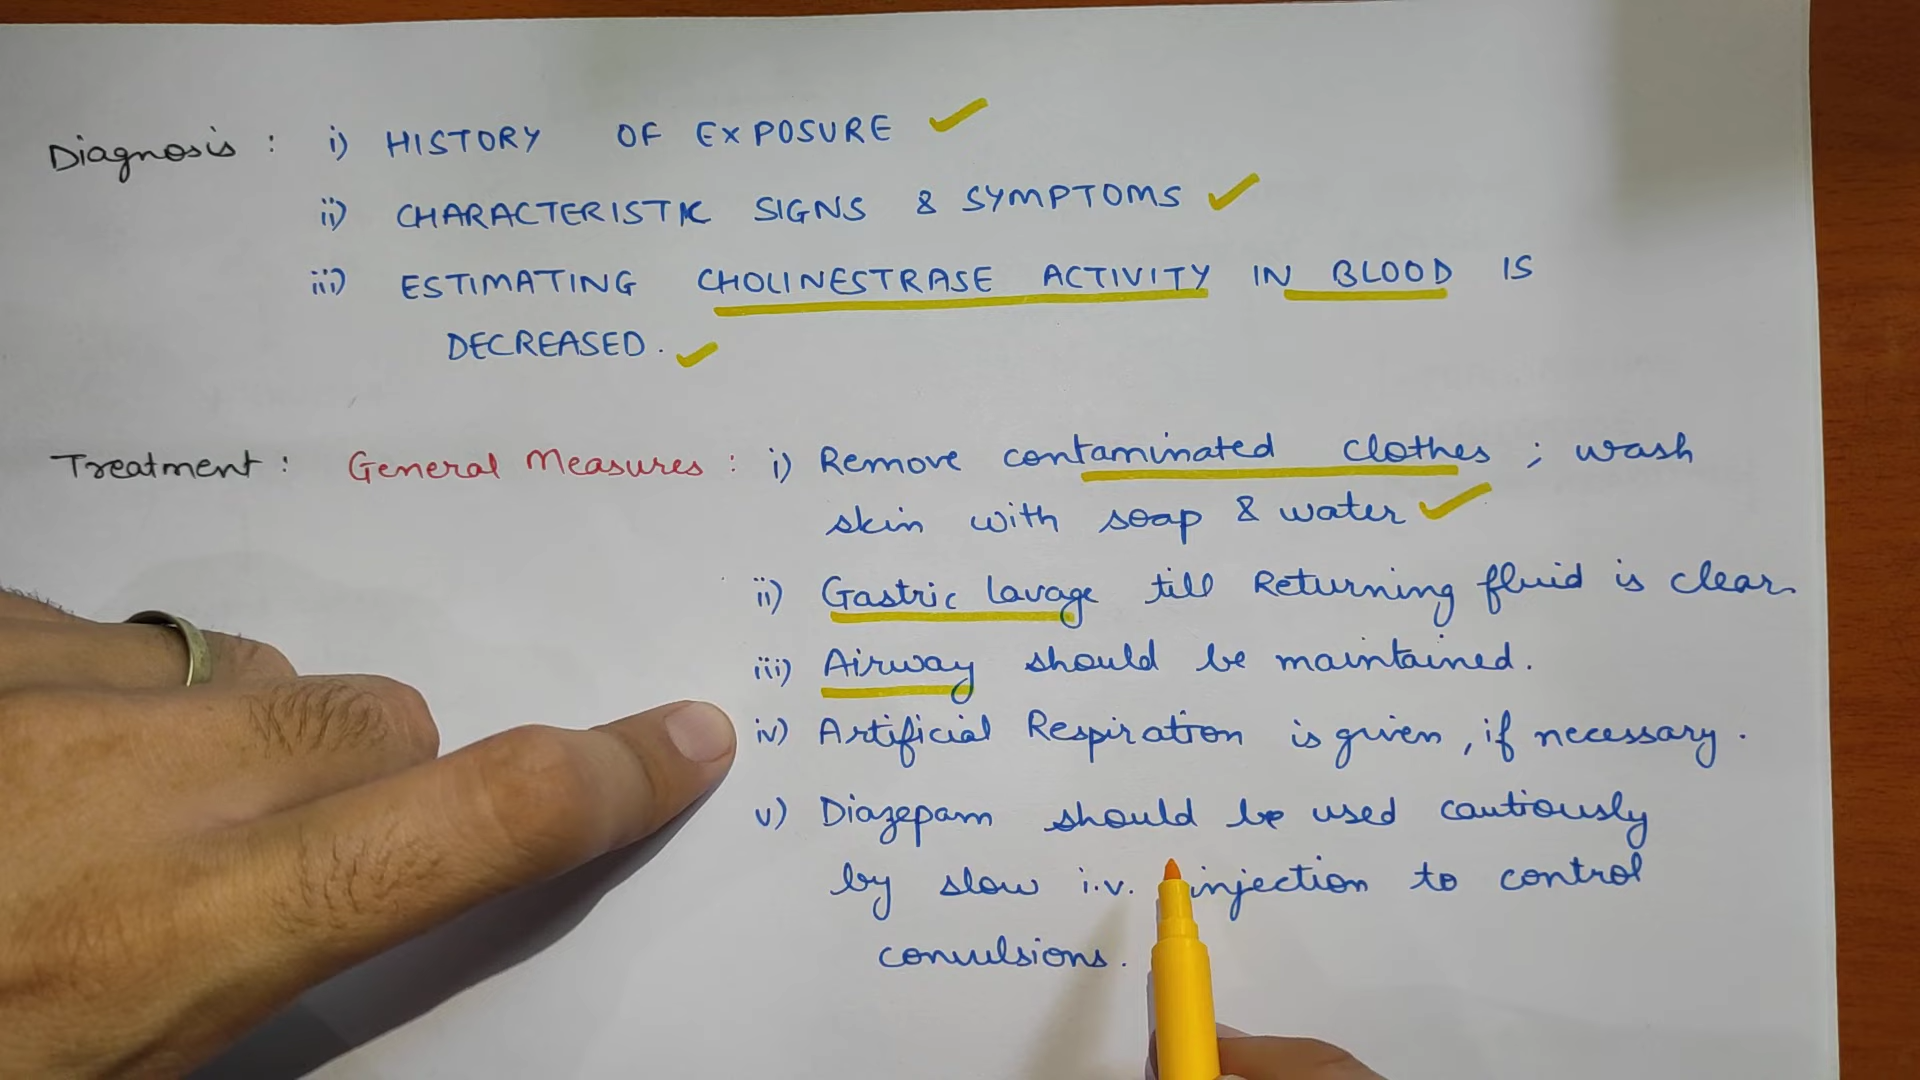 Diagnosis : i) HISTORY OF EXPOSURE
ii) CHARACTERISTIC SIGNS & SYMPTOMS
iii) ESTIMATING CHOLINESTRASE ACTIVITY IN BLOOD IS
DECREASED.
Treatment : General Measures : i) Remove contaminated clothes ; wash
skin with soap & water
ii) Gastric lavage till Returning fluid is clear.
iii) Airway should be maintained.
iv) Artificial Respiration is given, if necessary.
v) Diazepam should be used cautiously
by slow i.v. injection to control
convulsions.